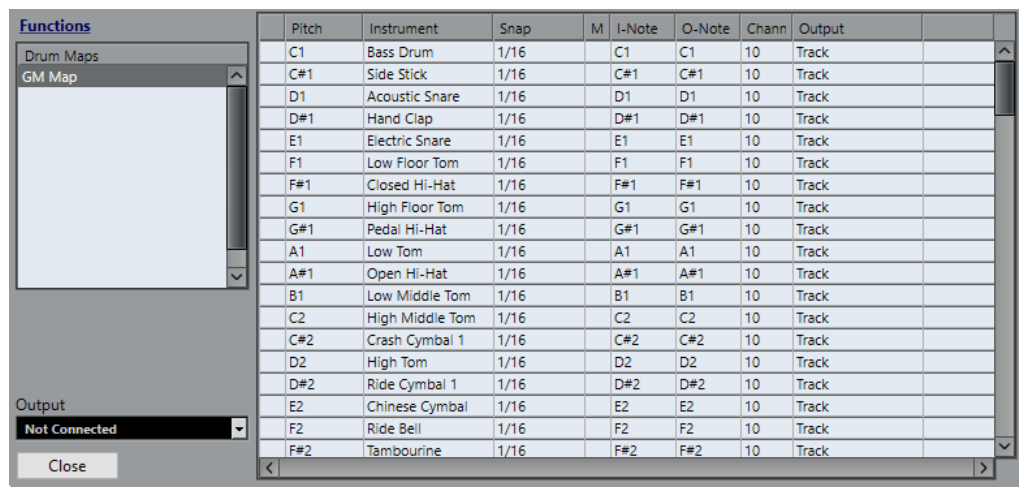 Functions
Drum Maps
GM Map
Output
Not Connected
Close
Pitch Instrument Snap M I-Note O-Note Chann Output
C1 Bass Drum 1/16 C1 C1 10 Track
C#1 Side Stick 1/16 C#1 C#1 10 Track
D1 Acoustic Snare 1/16 D1 D1 10 Track
D#1 Hand Clap 1/16 D#1 D#1 10 Track
E1 Electric Snare 1/16 E1 E1 10 Track
F1 Low Floor Tom 1/16 F1 F1 10 Track
F#1 Closed Hi-Hat 1/16 F#1 F#1 10 Track
G1 High Floor Tom 1/16 G1 G1 10 Track
G#1 Pedal Hi-Hat 1/16 G#1 G#1 10 Track
A1 Low Tom 1/16 A1 A1 10 Track
A#1 Open Hi-Hat 1/16 A#1 A#1 10 Track
B1 Low Middle Tom 1/16 B1 B1 10 Track
C2 High Middle Tom 1/16 C2 C2 10 Track
C#2 Crash Cymbal 1 1/16 C#2 C#2 10 Track
D2 High Tom 1/16 D2 D2 10 Track
D#2 Ride Cymbal 1 1/16 D#2 D#2 10 Track
E2 Chinese Cymbal 1/16 E2 E2 10 Track
F2 Ride Bell 1/16 F2 F2 10 Track
F#2 Tambourine 1/16 F#2 F#2 10 Track